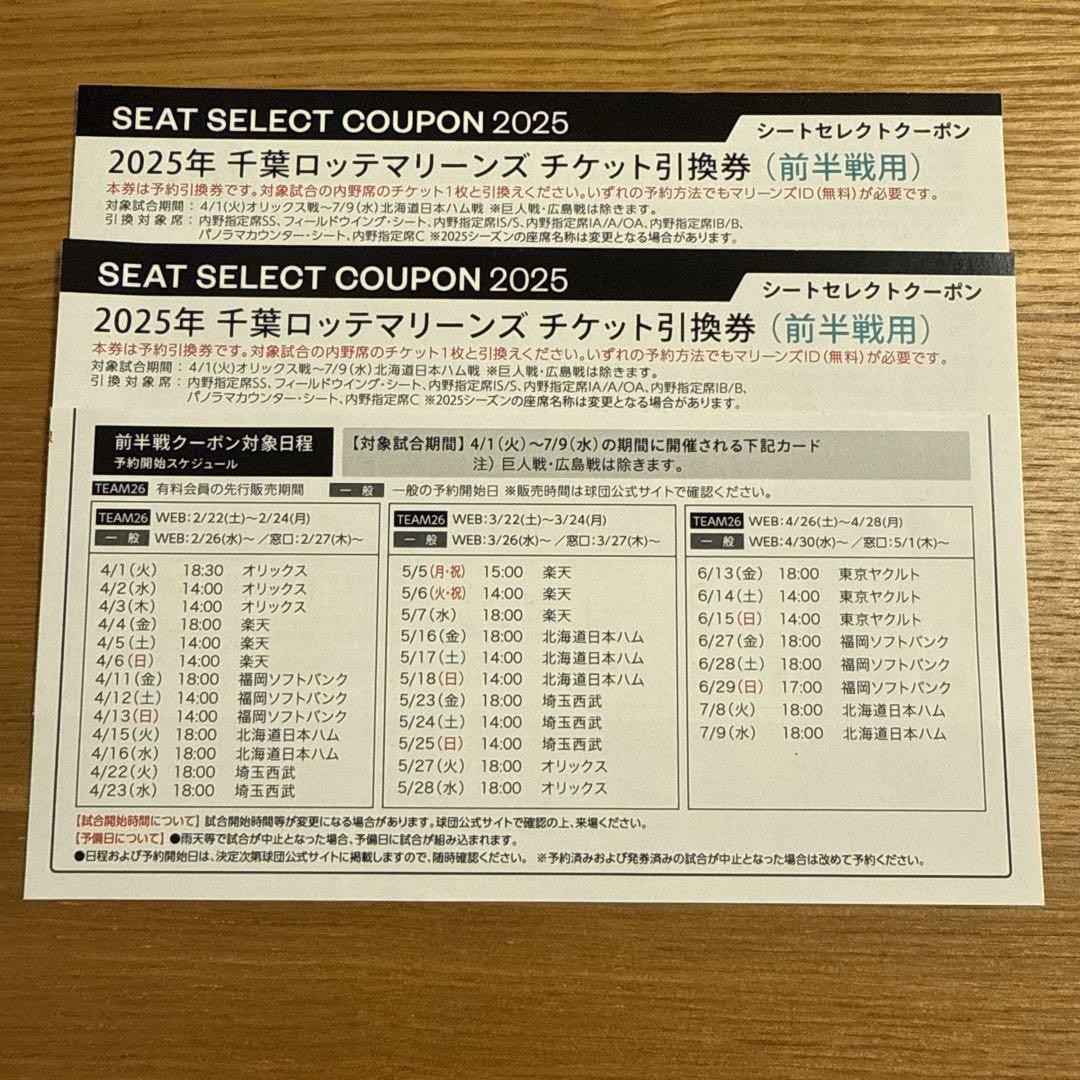 SEAT SELECT COUPON 2025
シートセレクトクーポン
2025年 千葉ロッテマリーンズ チケット引換券（前半戦用）
本券は予約引換券です。対象試合の内野席のチケット1枚と引換えください。いずれの予約方法でもマリーンズID（無料）が必要です。
対象試合期間： 4/1(火)オリックス戦～7/9(水)北海道日本ハム戦 ※巨人戦・広島戦は除きます。
引換対象席： 内野指定席SS、フィールドウイング・シート、内野指定席IS/S、内野指定席IA/A/OA、内野指定席IB/B、
パノラマカウンター・シート、内野指定席C ※2025シーズンの座席名称は変更となる場合があります。
SEAT SELECT COUPON 2025
シートセレクトクーポン
2025年 千葉ロッテマリーンズ チケット引換券（前半戦用）
本券は予約引換券です。対象試合の内野席のチケット1枚と引換えください。いずれの予約方法でもマリーンズID（無料）が必要です。
対象試合期間： 4/1(火)オリックス戦～7/9(水)北海道日本ハム戦 ※巨人戦・広島戦は除きます。
引換対象席： 内野指定席SS、フィールドウイング・シート、内野指定席IS/S、内野指定席IA/A/OA、内野指定席IB/B、
パノラマカウンター・シート、内野指定席C ※2025シーズンの座席名称は変更となる場合があります。
前半戦クーポン対象日程
予約開始スケジュール
【対象試合期間】4/1(火)～7/9(水)の期間に開催される下記カード
注）巨人戦・広島戦は除きます。
TEAM26 有料会員の先行販売期間 一般 一般の予約開始日 ※販売時間は球団公式サイトで確認ください。
TEAM26 WEB：2/22(土)～2/24(月)
一般 WEB：2/26(水)～／窓口：2/27(木)～
4/1(火) 18:30 オリックス
4/2(水) 14:00 オリックス
4/3(木) 14:00 オリックス
4/4(金) 18:00 楽天
4/5(土) 14:00 楽天
4/6(日) 14:00 楽天
4/11(金) 18:00 福岡ソフトバンク
4/12(土) 14:00 福岡ソフトバンク
4/13(日) 14:00 福岡ソフトバンク
4/15(火) 18:00 北海道日本ハム
4/16(水) 18:00 北海道日本ハム
4/22(火) 18:00 埼玉西武
4/23(水) 18:00 埼玉西武
TEAM26 WEB：3/22(土)～3/24(月)
一般 WEB：3/26(水)～／窓口：3/27(木)～
5/5(月・祝) 15:00 楽天
5/6(火・祝) 14:00 楽天
5/7(水) 18:00 楽天
5/16(金) 18:00 北海道日本ハム
5/17(土) 14:00 北海道日本ハム
5/18(日) 14:00 北海道日本ハム
5/23(金) 18:00 埼玉西武
5/24(土) 14:00 埼玉西武
5/25(日) 14:00 埼玉西武
5/27(火) 18:00 オリックス
5/28(水) 18:00 オリックス
TEAM26 WEB：4/26(土)～4/28(月)
一般 WEB：4/30(水)～／窓口：5/1(木)～
6/13(金) 18:00 東京ヤクルト
6/14(土) 14:00 東京ヤクルト
6/15(日) 14:00 東京ヤクルト
6/27(金) 18:00 福岡ソフトバンク
6/28(土) 18:00 福岡ソフトバンク
6/29(日) 17:00 福岡ソフトバンク
7/8(火) 18:00 北海道日本ハム
7/9(水) 18:00 北海道日本ハム
【試合開始時間について】試合開始時間等が変更になる場合があります。球団公式サイトで確認の上、来場ください。
【予備日について】●雨天等で試合が中止となった場合、予備日に試合が組み込まれます。
●日程および予約開始日は、決定次第球団公式サイトに掲載しますので、随時確認ください。 ※予約済みおよび発券済みの試合が中止となった場合は改めて予約ください。